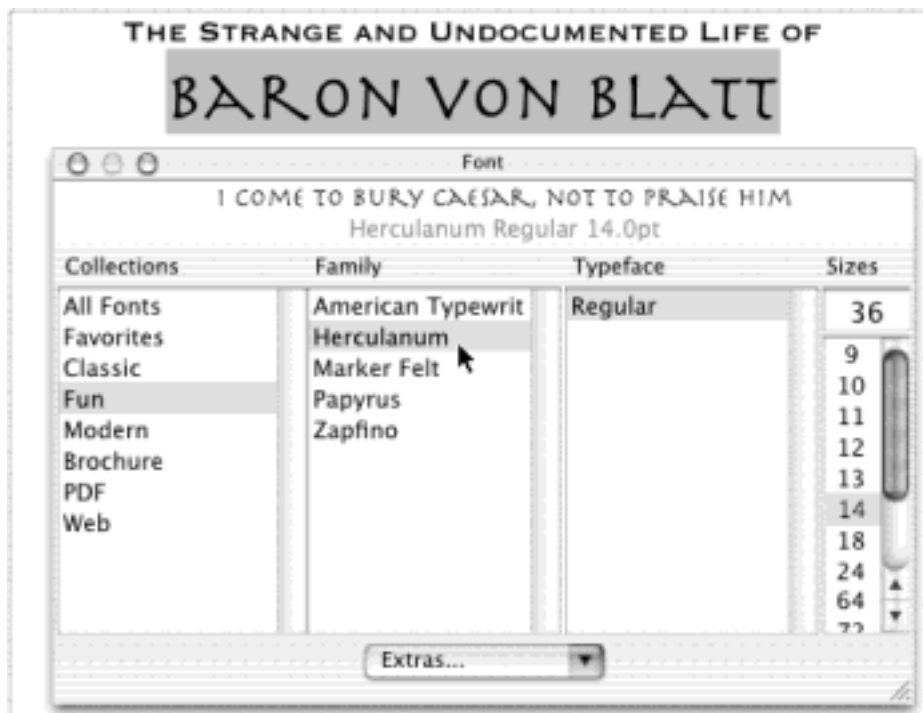 THE STRANGE AND UNDOCUMENTED LIFE OF
BARON VON BLATT
Font
I COME TO BURY CAESAR, NOT TO PRAISE HIM
Herculanum Regular 14.0pt
Collections Family Typeface Sizes
All Fonts American Typewrit Regular 36
Favorites Herculanum 9
Classic Marker Felt 10
Fun Papyrus 11
Modern Zapfino 12
Brochure 13
PDF 14
Web 18
24
64
72
Extras...